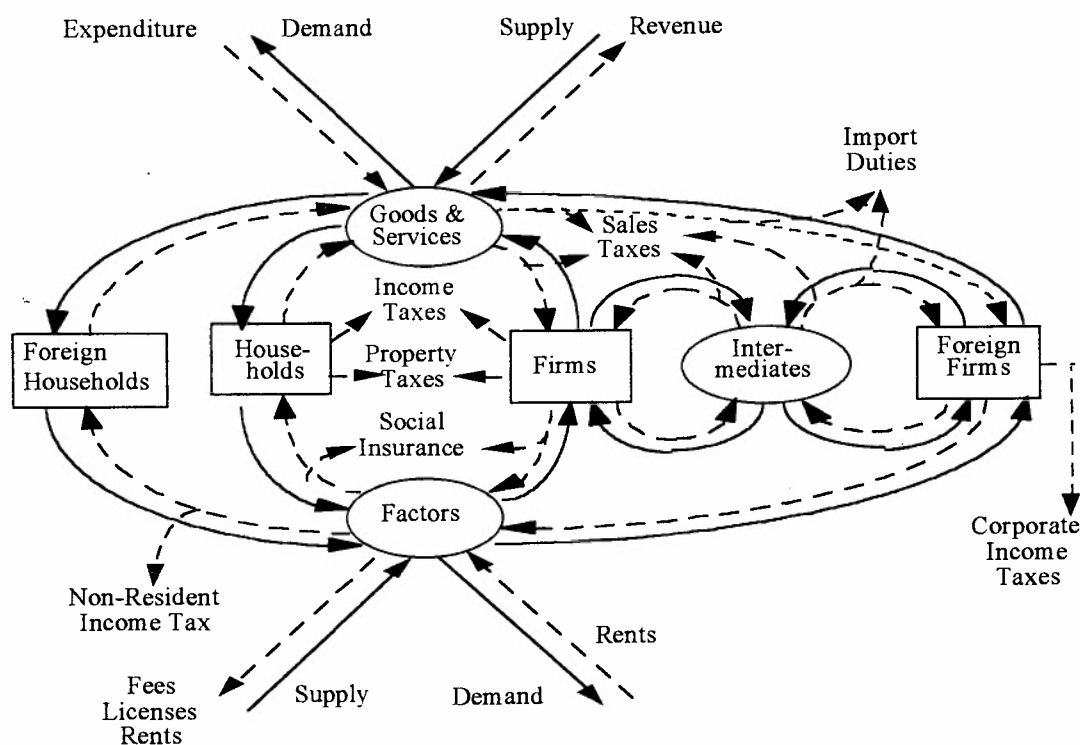 Expenditure
Demand
Supply
Revenue
Import
Duties
Goods &
Services
Sales
Taxes
Income
Taxes
Foreign
Households
House-
holds
Property
Taxes
Firms
Inter-
mediates
Foreign
Firms
Social
Insurance
Factors
Corporate
Income
Taxes
Non-Resident
Income Tax
Rents
Fees
Licenses
Rents
Supply
Demand